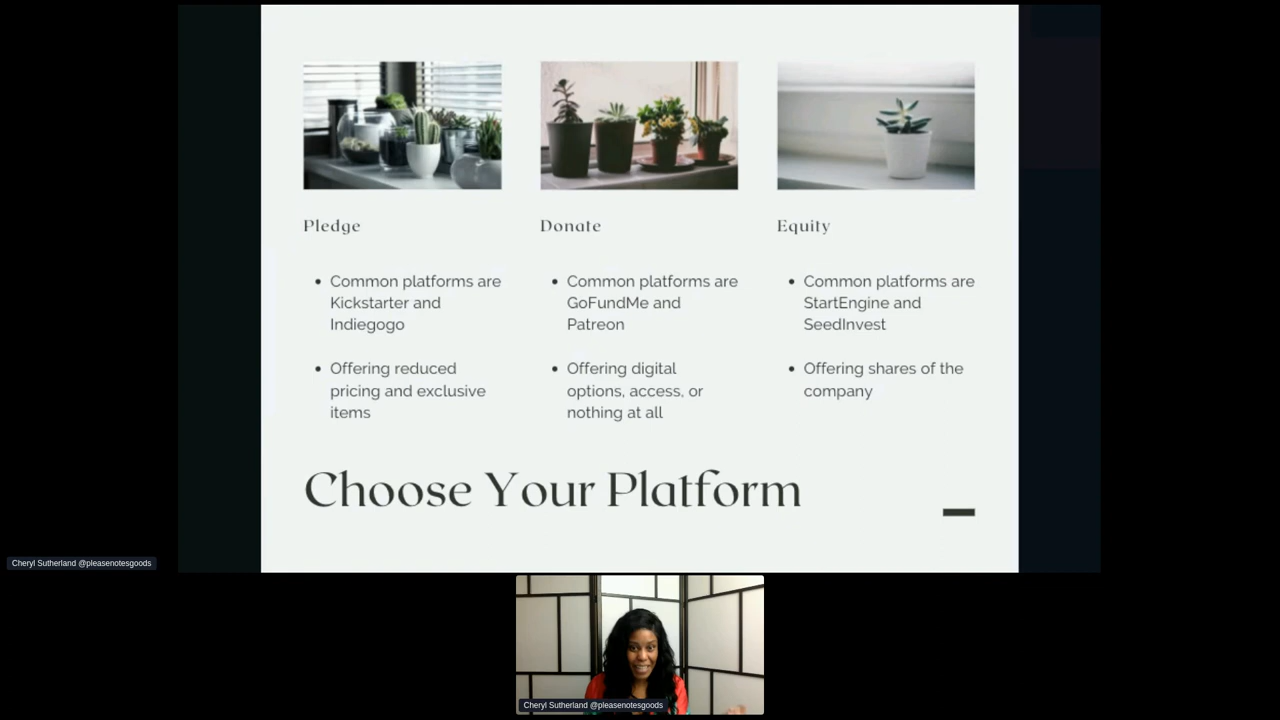 Pledge
Common platforms are
Kickstarter and
Indiegogo
Offering reduced
pricing and exclusive
items
Donate
Common platforms are
GoFundMe and
Patreon
Offering digital
options, access, or
nothing at all
Equity
Common platforms are
StartEngine and
SeedInvest
Offering shares of the
company
Choose Your Platform
Cheryl Sutherland @pleasenotesgoods
Cheryl Sutherland @pleasenotesgoods